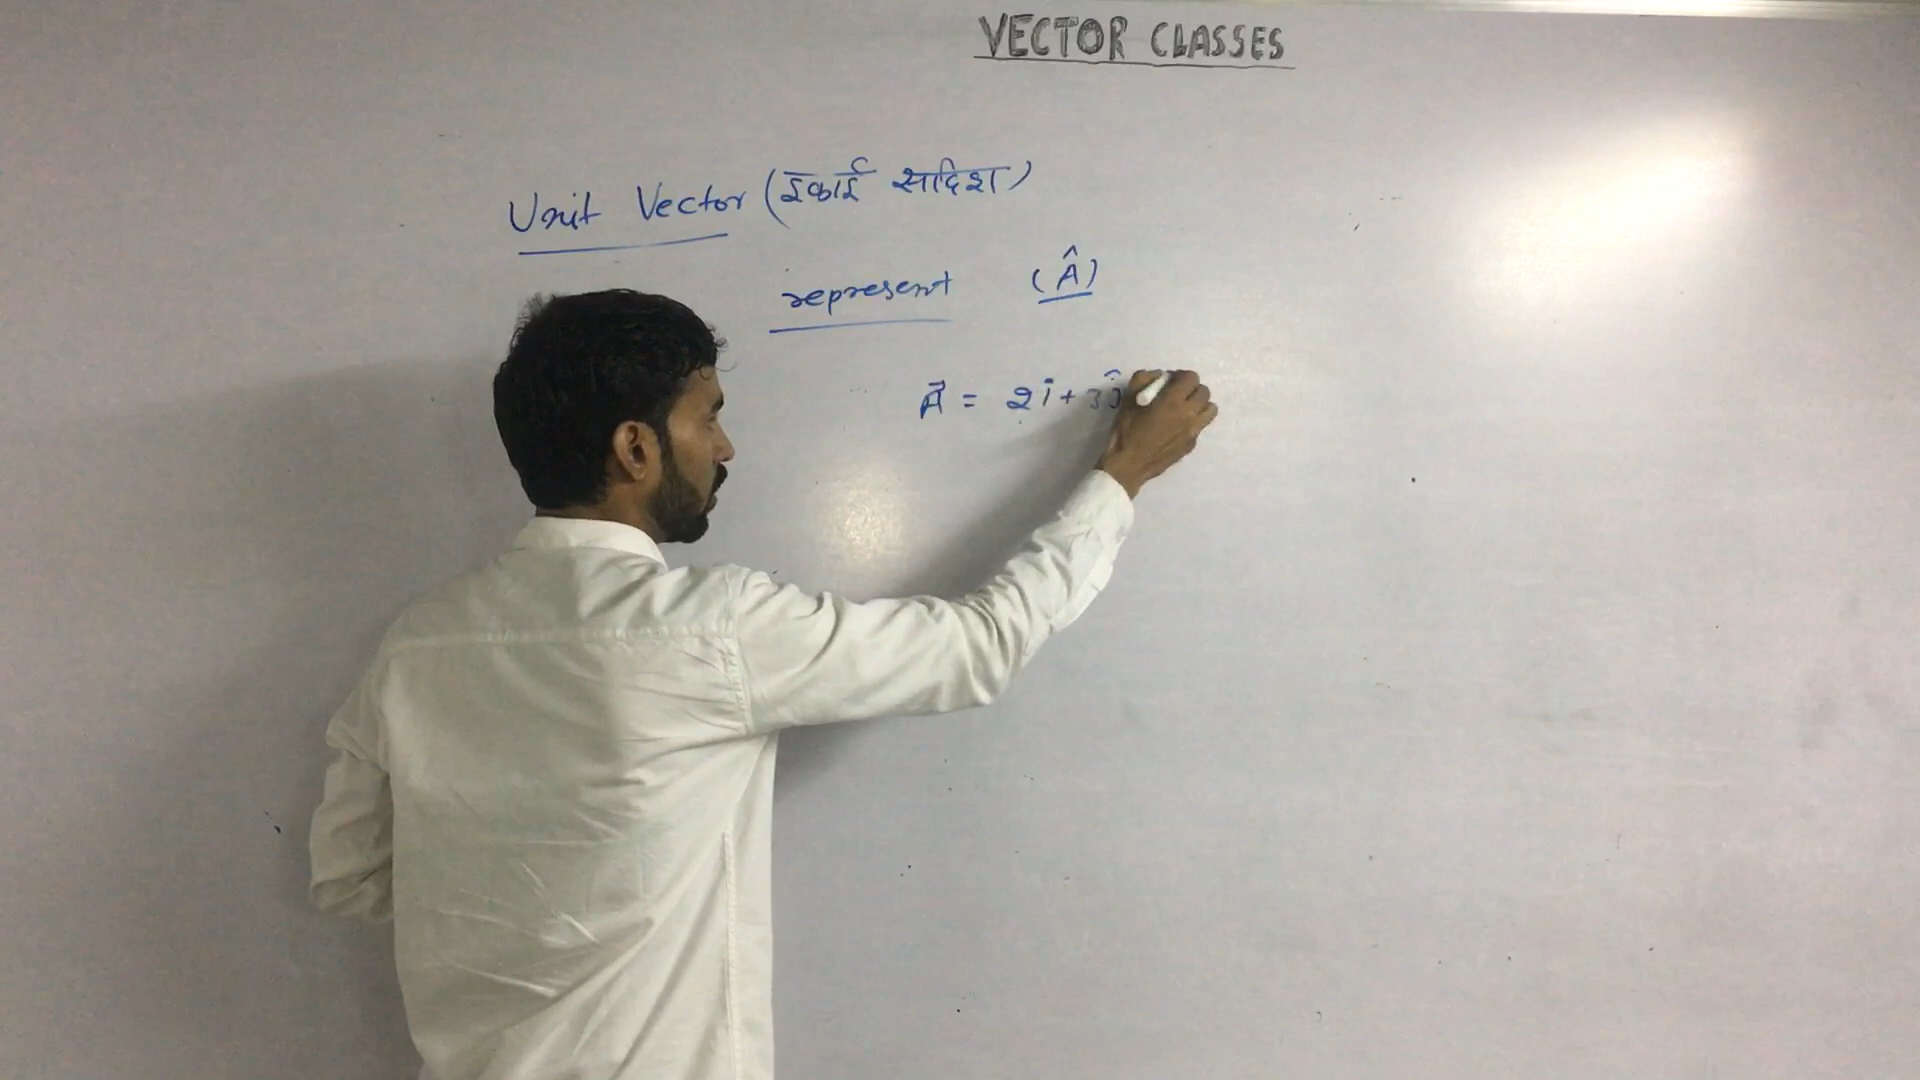 VECTOR CLASSES
Unit Vector (इकाई सादिश)
represent (Â)
A⃗ = 2î + 3ĵ